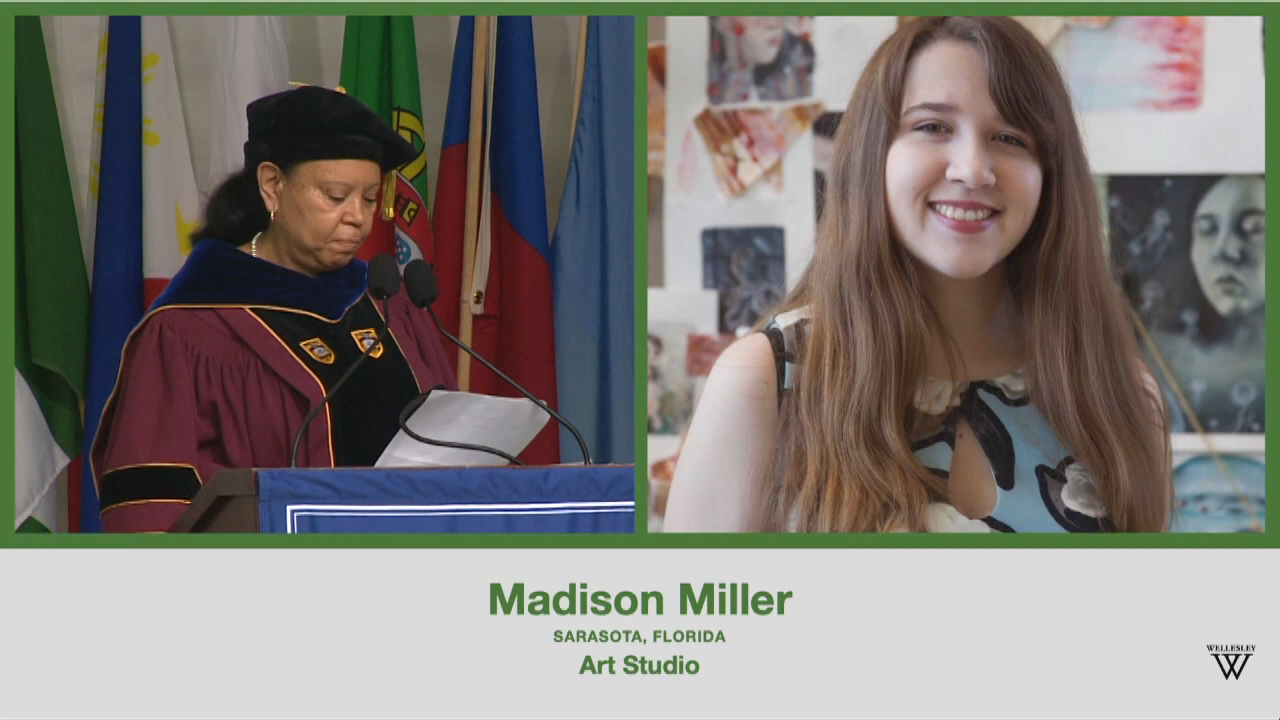 Madison Miller
SARASOTA, FLORIDA
Art Studio
WELLESLEY
W